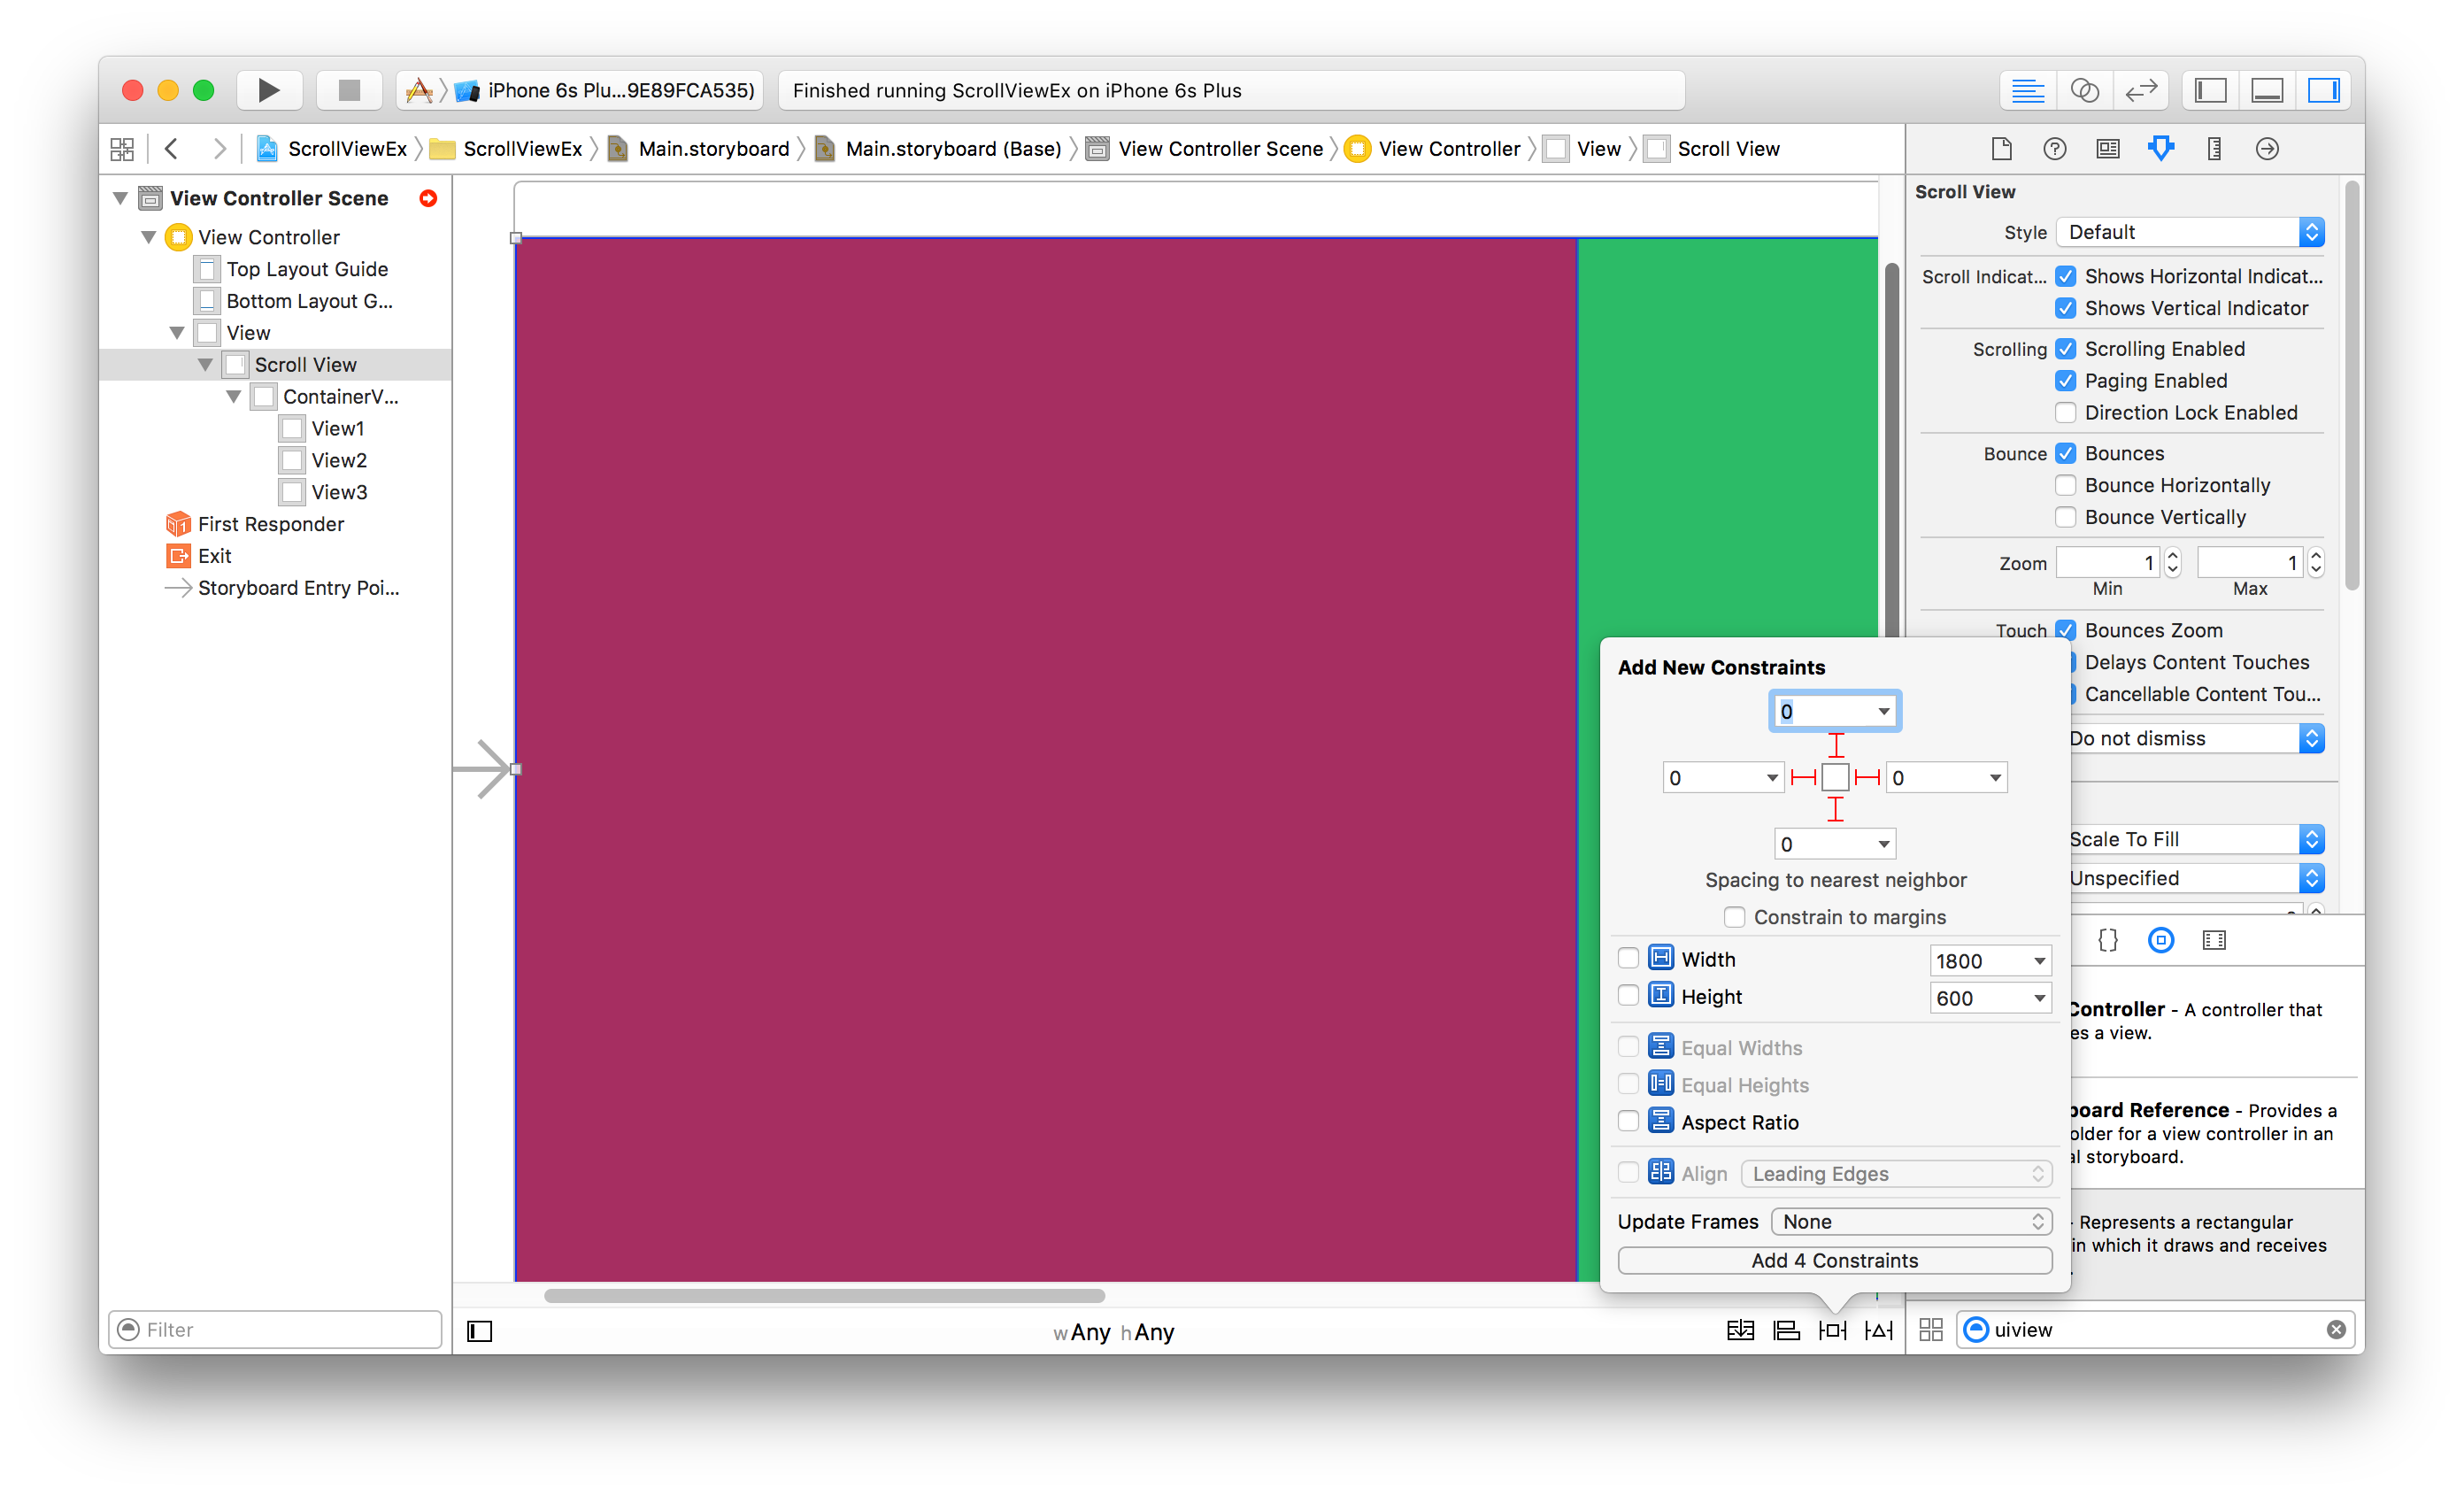 iPhone 6s Plu...9E89FCA535)
Finished running ScrollViewEx on iPhone 6s Plus
ScrollViewEx
ScrollViewEx
Main.storyboard
Main.storyboard (Base)
View Controller Scene
View Controller
View
Scroll View
View Controller Scene
View Controller
Top Layout Guide
Bottom Layout G...
View
Scroll View
ContainerV...
View1
View2
View3
First Responder
Exit
Storyboard Entry Poi...
Filter
wAny hAny
Scroll View
Style Default
Scroll Indicat... Shows Horizontal Indicat...
Shows Vertical Indicator
Scrolling Scrolling Enabled
Paging Enabled
Direction Lock Enabled
Bounce Bounces
Bounce Horizontally
Bounce Vertically
Zoom 1 1
Min Max
Touch Bounces Zoom
Delays Content Touches
Cancellable Content Tou...
Do not dismiss
Scale To Fill
Unspecified
Add New Constraints
0
0 0
0
Spacing to nearest neighbor
Constrain to margins
Width 1800
Height 600
Equal Widths
Equal Heights
Aspect Ratio
Align Leading Edges
Update Frames None
Add 4 Constraints
Controller - A controller that
es a view.
board Reference - Provides a
older for a view controller in an
al storyboard.
- Represents a rectangular
in which it draws and receives
uiview